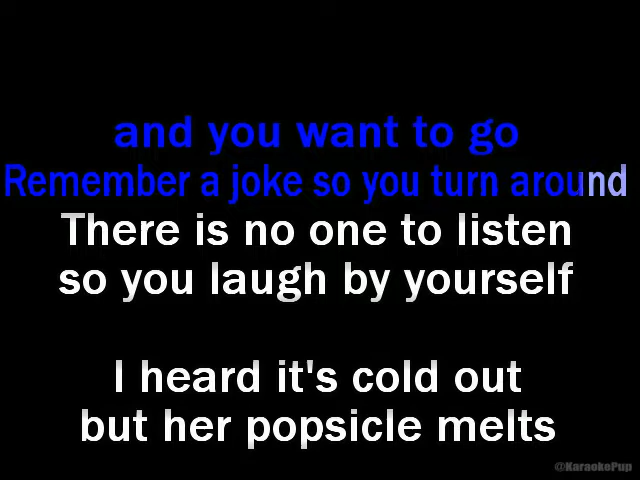 and you want to go
Remember a joke so you turn around
There is no one to listen
so you laugh by yourself
I heard it's cold out
but her popsicle melts
@KaraokePup